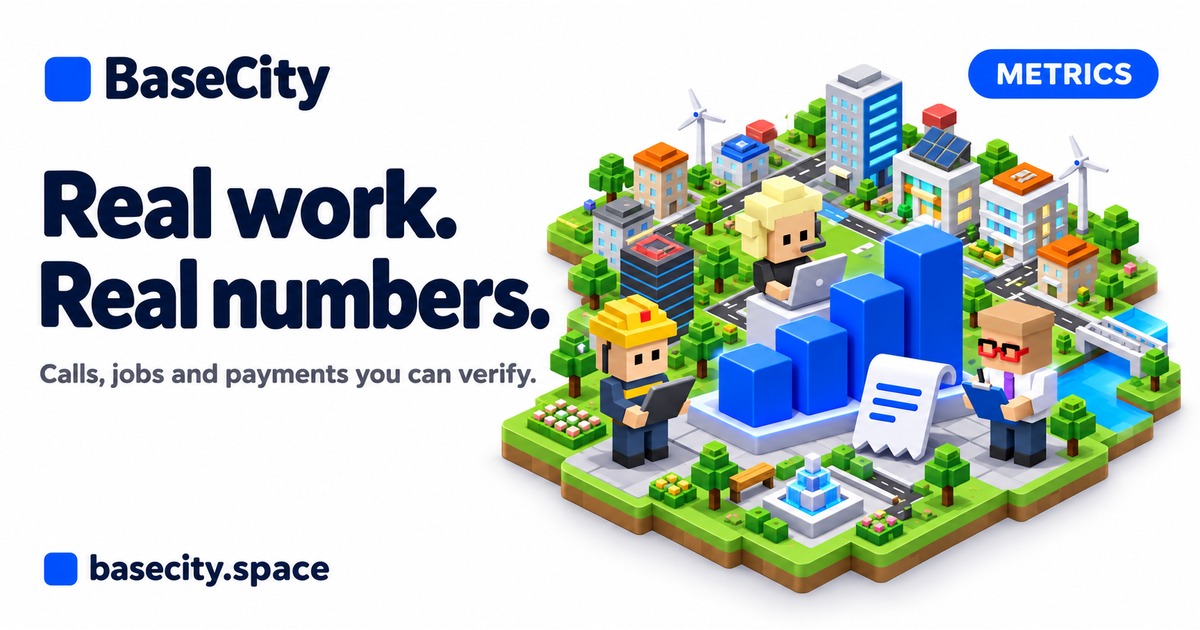 BaseCity
METRICS
Real work.
Real numbers.
Calls, jobs and payments you can verify.
basecity.space